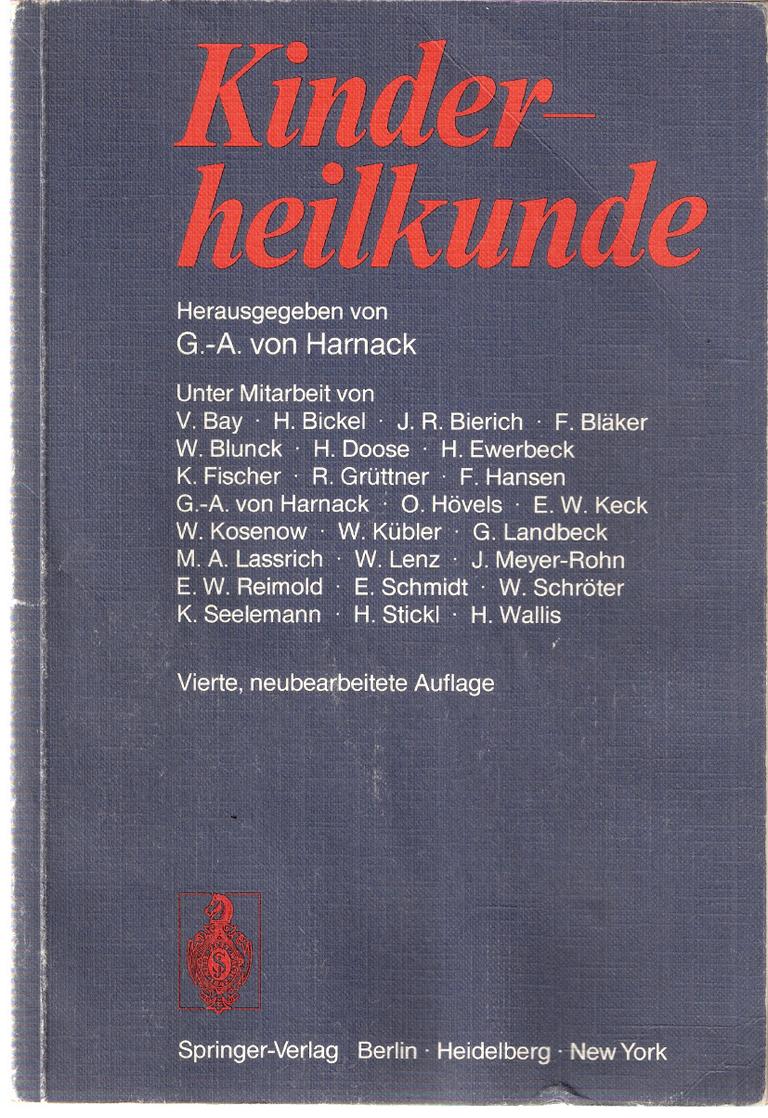 Kinder-
heilkunde
Herausgegeben von
G.-A. von Harnack
Unter Mitarbeit von
V. Bay · H. Bickel · J. R. Bierich · F. Bläker
W. Blunck · H. Doose · H. Ewerbeck
K. Fischer · R. Grüttner · F. Hansen
G.-A. von Harnack · O. Hövels · E. W. Keck
W. Kosenow · W. Kübler · G. Landbeck
M. A. Lassrich · W. Lenz · J. Meyer-Rohn
E. W. Reimold · E. Schmidt · W. Schröter
K. Seelemann · H. Stickl · H. Wallis
Vierte, neubearbeitete Auflage
Springer-Verlag Berlin · Heidelberg · New York